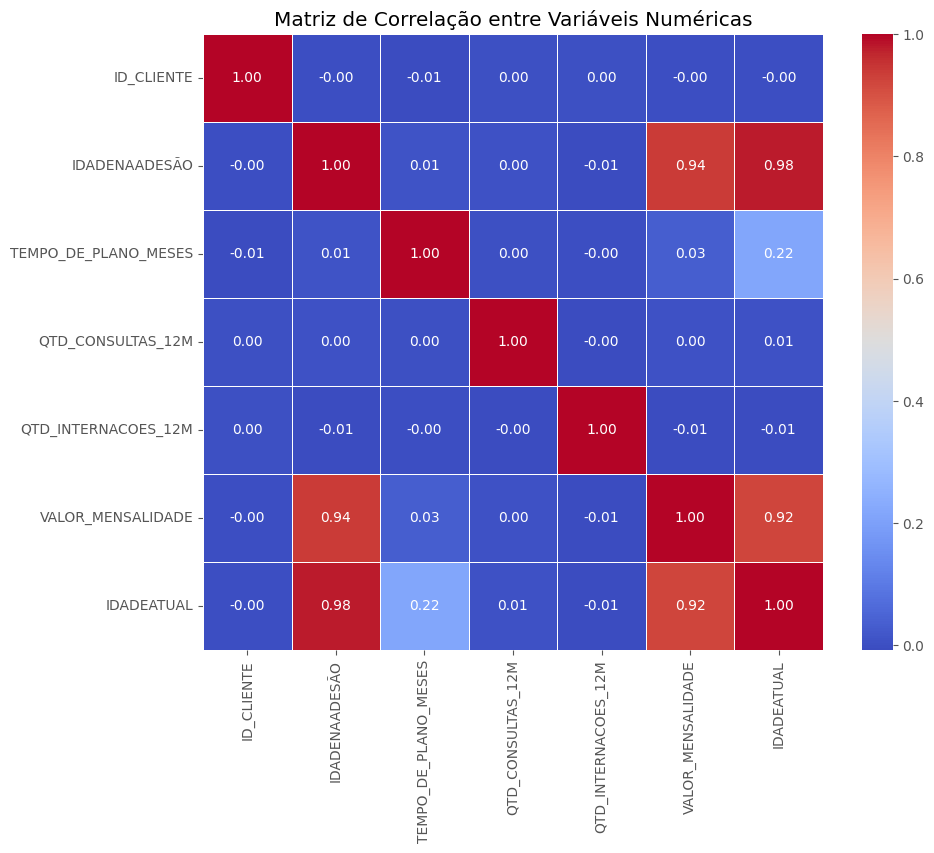 Matriz de Correlação entre Variáveis Numéricas
ID_CLIENTE 1.00 -0.00 -0.01 0.00 0.00 -0.00 -0.00
IDADENAADESÃO -0.00 1.00 0.01 0.00 -0.01 0.94 0.98
TEMPO_DE_PLANO_MESES -0.01 0.01 1.00 0.00 -0.00 0.03 0.22
QTD_CONSULTAS_12M 0.00 0.00 0.00 1.00 -0.00 0.00 0.01
QTD_INTERNACOES_12M 0.00 -0.01 -0.00 -0.00 1.00 -0.01 -0.01
VALOR_MENSALIDADE -0.00 0.94 0.03 0.00 -0.01 1.00 0.92
IDADEATUAL -0.00 0.98 0.22 0.01 -0.01 0.92 1.00
ID_CLIENTE
IDADENAADESÃO
TEMPO_DE_PLANO_MESES
QTD_CONSULTAS_12M
QTD_INTERNACOES_12M
VALOR_MENSALIDADE
IDADEATUAL
1.0
0.8
0.6
0.4
0.2
0.0